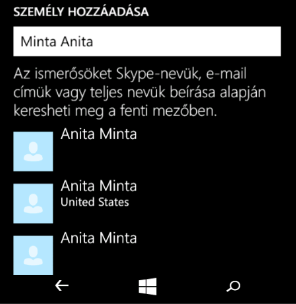 SZEMÉLY HOZZÁADÁSA
Minta Anita
Az ismerősöket Skype-nevük, e-mail
címük vagy teljes nevük beírása alapján
keresheti meg a fenti mezőben.
Anita Minta
Anita Minta
United States
Anita Minta